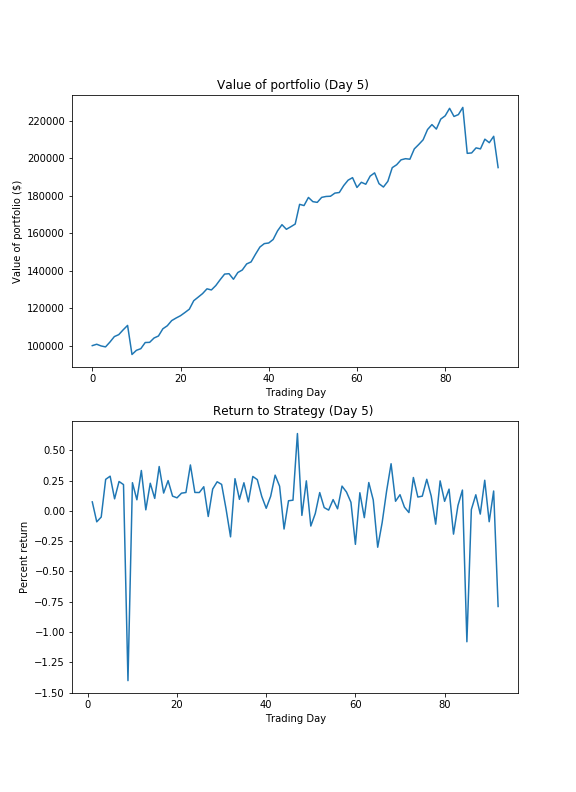 Value of portfolio (Day 5)
220000
200000
180000
160000
140000
120000
100000
Value of portfolio ($)
0 20 40 60 80
Trading Day
Return to Strategy (Day 5)
0.50
0.25
0.00
−0.25
−0.50
−0.75
−1.00
−1.25
−1.50
Percent return
0 20 40 60 80
Trading Day